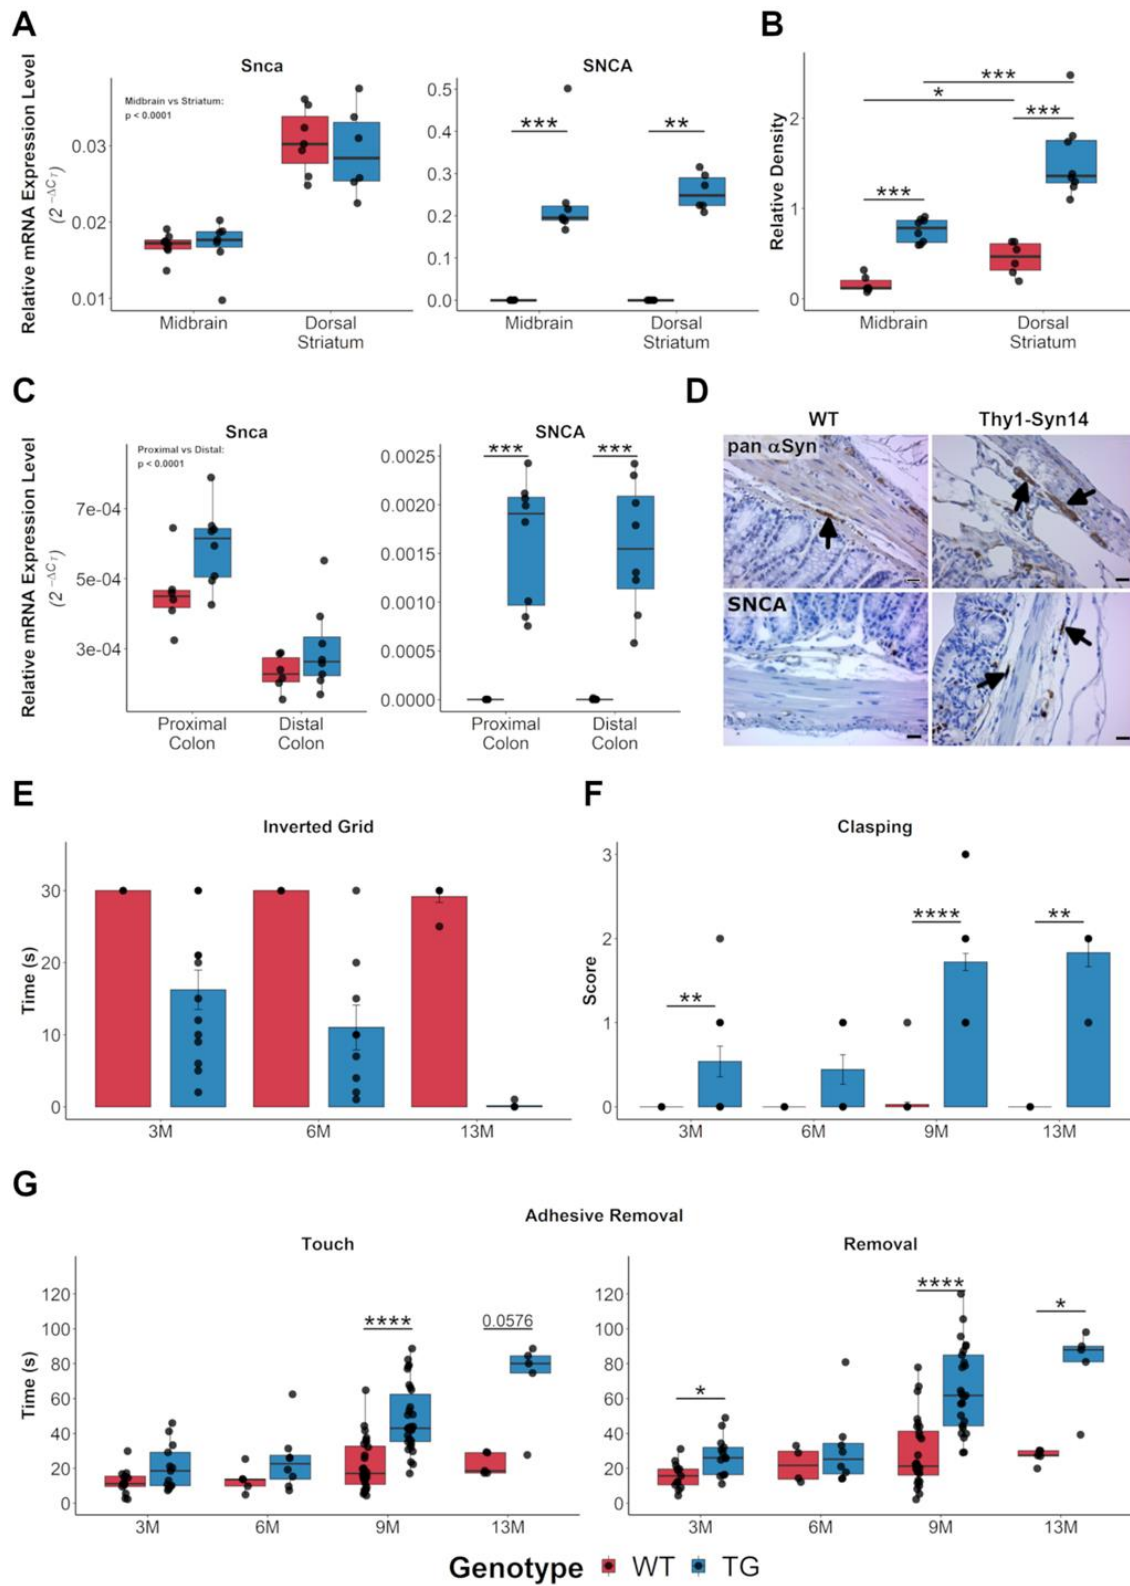 A
B
Snca
SNCA
Relative mRNA Expression Level
(2^-ΔCT)
Midbrain vs Striatum:
p < 0.0001
0.03
0.02
0.01
Midbrain
Dorsal
Striatum
0.5
0.4
0.3
0.2
0.1
0.0
***
**
Midbrain
Dorsal
Striatum
Relative Density
2
1
0
***
*
***
***
Midbrain
Dorsal
Striatum
C
D
Snca
SNCA
Relative mRNA Expression Level
(2^-ΔCT)
Proximal vs Distal:
p < 0.0001
7e-04
5e-04
3e-04
Proximal
Colon
Distal
Colon
0.0025
0.0020
0.0015
0.0010
0.0005
0.0000
***
***
Proximal
Colon
Distal
Colon
WT
Thy1-Syn14
pan αSyn
SNCA
E
F
Inverted Grid
Time (s)
30
20
10
0
3M
6M
13M
Clasping
Score
3
2
1
0
**
****
**
3M
6M
9M
13M
G
Adhesive Removal
Touch
Removal
Time (s)
120
100
80
60
40
20
0
****
0.0576
3M
6M
9M
13M
120
100
80
60
40
20
0
*
****
*
3M
6M
9M
13M
Genotype WT TG